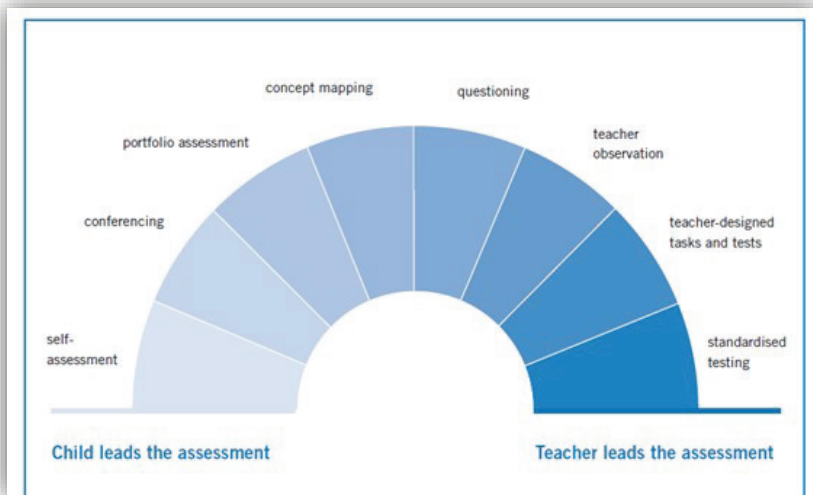 concept mapping
questioning
portfolio assessment
teacher
observation
conferencing
teacher-designed
tasks and tests
self-
assessment
standardised
testing
Child leads the assessment
Teacher leads the assessment